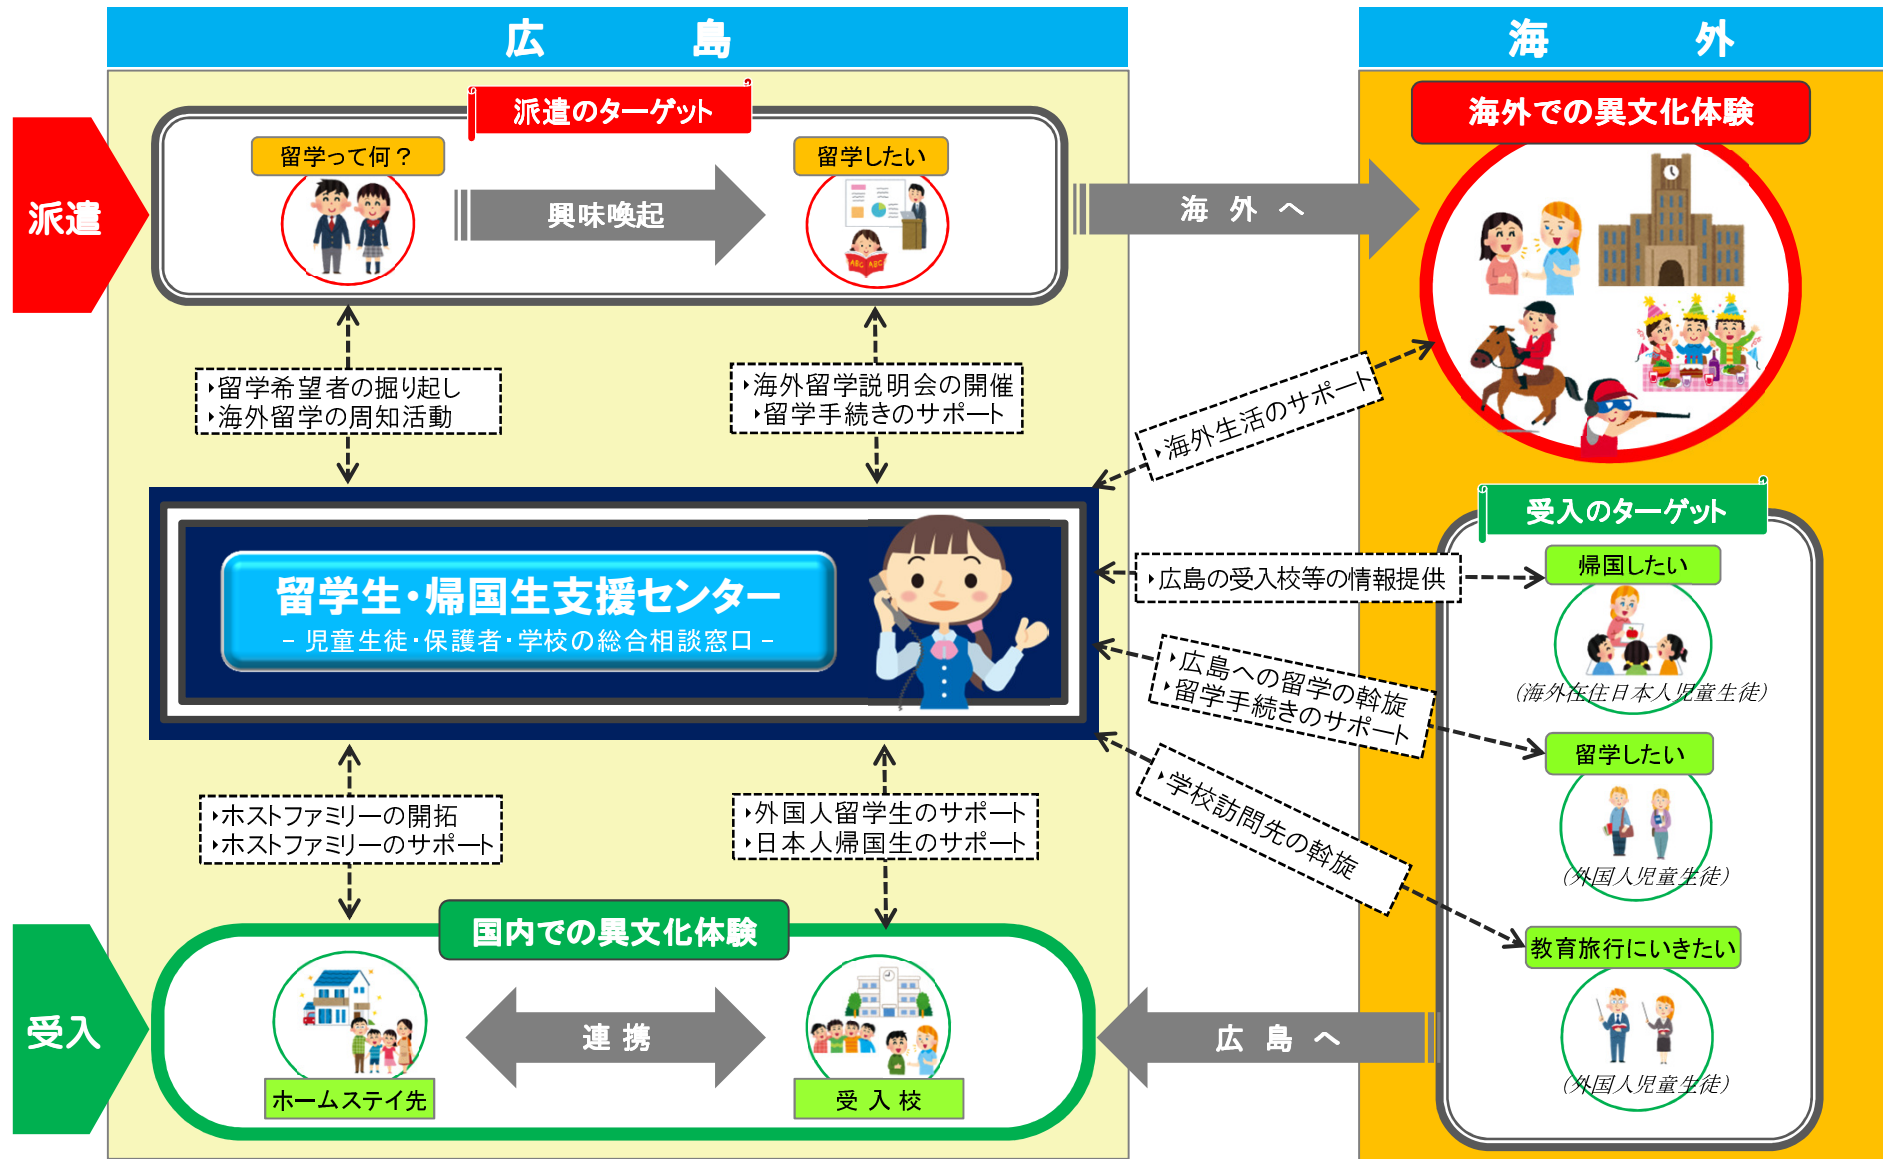 広島
海外
派遣
派遣のターゲット
留学って何？
興味喚起
留学したい
ABC ABC
海外へ
海外での異文化体験
‣留学希望者の掘り起し
‣海外留学の周知活動
‣海外留学説明会の開催
‣留学手続きのサポート
‣海外生活のサポート
留学生・帰国生支援センター
－児童生徒・保護者・学校の総合相談窓口－
‣広島の受入校等の情報提供
‣広島への留学の斡旋
‣留学手続きのサポート
‣学校訪問先の斡旋
受入のターゲット
帰国したい
（海外在住日本人児童生徒）
留学したい
（外国人児童生徒）
教育旅行にいきたい
（外国人児童生徒）
‣ホストファミリーの開拓
‣ホストファミリーのサポート
‣外国人留学生のサポート
‣日本人帰国生のサポート
受入
国内での異文化体験
ホームステイ先
連携
受入校
広島へ